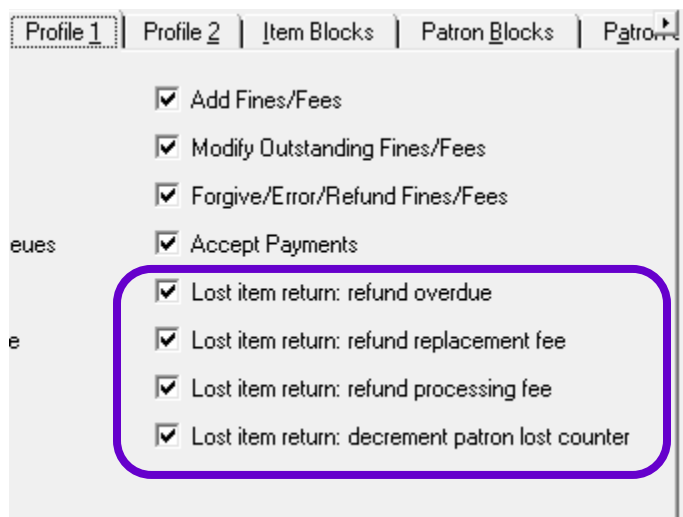 Profile 1 Profile 2 Item Blocks Patron Blocks
Add Fines/Fees
Modify Outstanding Fines/Fees
Forgive/Error/Refund Fines/Fees
eues Accept Payments
Lost item return: refund overdue
e Lost item return: refund replacement fee
Lost item return: refund processing fee
Lost item return: decrement patron lost counter